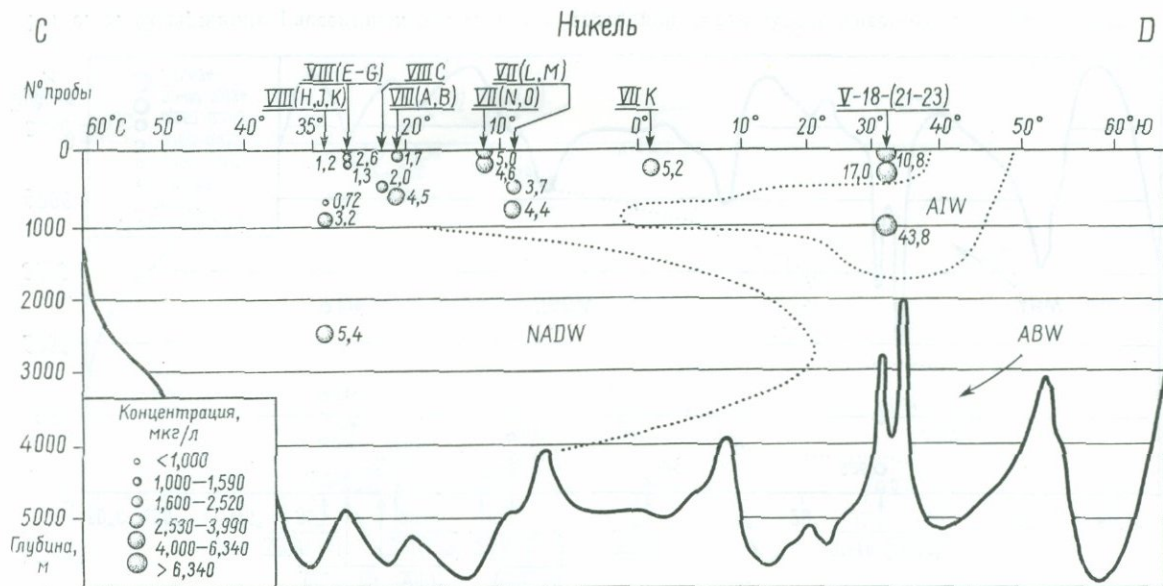 С Никель D
№ пробы
VIII(E-G) VIII C VII(L,M)
VIII(H,J,K) VIII(A,B) VII(N,O) VII K V-18-(21-23)
60°С 50° 40° 35° 20° 10° 0° 10° 20° 30° 40° 50° 60° Ю
0
1,2 2,6 1,7 5,0 5,2 10,8
1,3 2,0 4,6 17,0
0,72 4,5 3,7
3,2 4,4 AIW
1000 43,8
2000
5,4 NADW ABW
3000
4000
5000
Глубина,
м
Концентрация,
мкг/л
<1,000
1,000—1,590
1,600—2,520
2,530—3,990
4,000—6,340
> 6,340